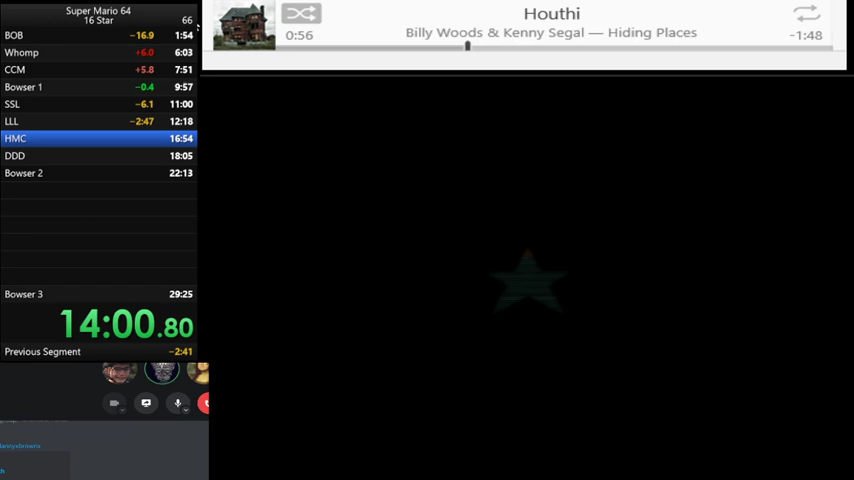 Super Mario 64
16 Star 66
BOB −16.9 1:54
Whomp +6.0 6:03
CCM +5.8 7:51
Bowser 1 −0.4 9:57
SSL −6.1 11:00
LLL −2:47 12:18
HMC 16:54
DDD 18:05
Bowser 2 22:13
Bowser 3 29:25
14:00.80
Previous Segment −2:41
Houthi
0:56 Billy Woods & Kenny Segal — Hiding Places -1:48